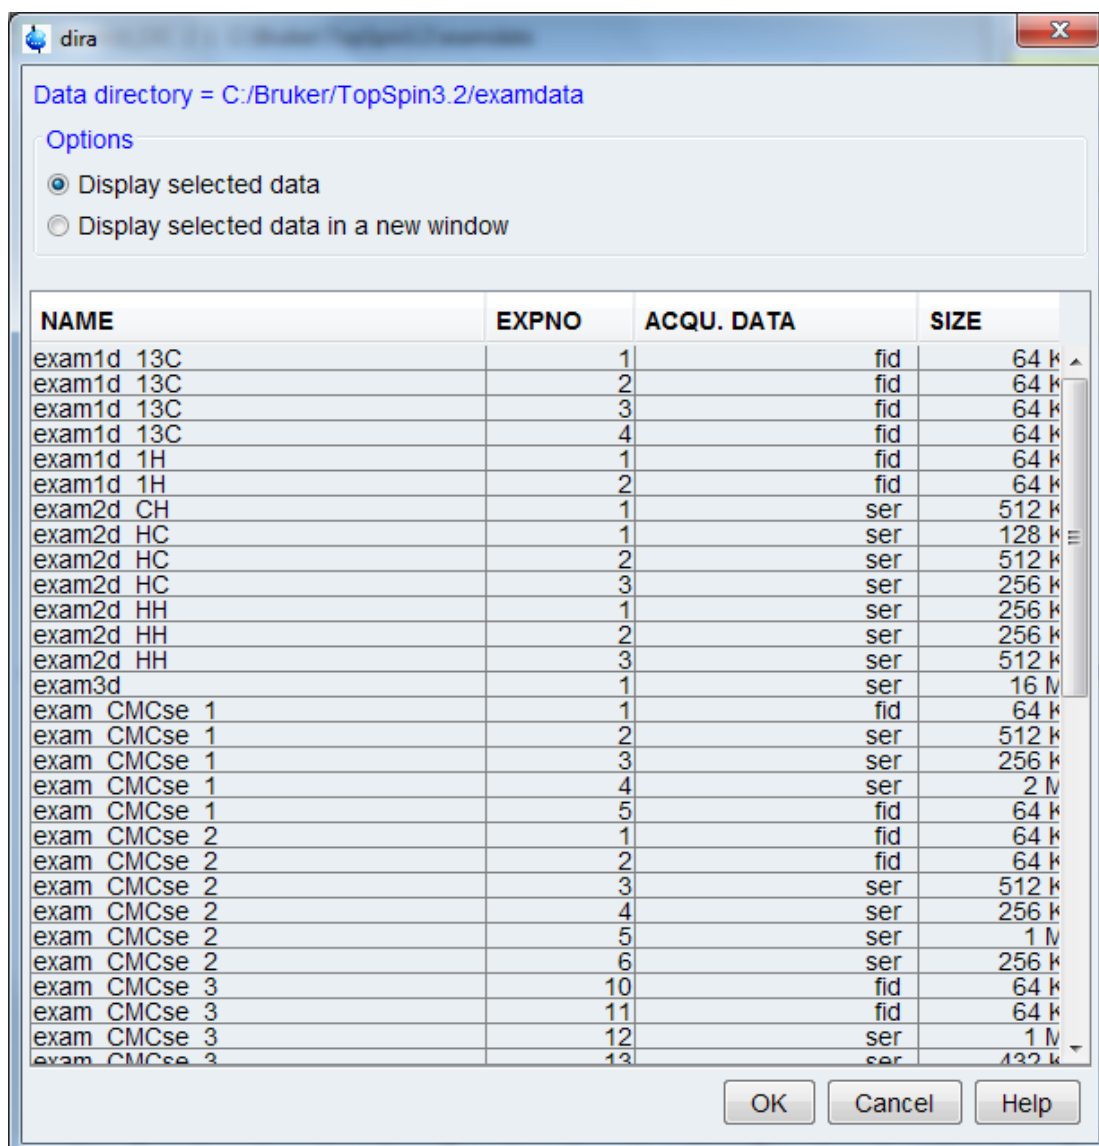 dira
Data directory = C:/Bruker/TopSpin3.2/examdata
Options
Display selected data
Display selected data in a new window
NAME EXPNO ACQU. DATA SIZE
exam1d_13C 1 fid 64 K
exam1d_13C 2 fid 64 K
exam1d_13C 3 fid 64 K
exam1d_13C 4 fid 64 K
exam1d_1H 1 fid 64 K
exam1d_1H 2 fid 64 K
exam2d_CH 1 ser 512 K
exam2d_HC 1 ser 128 K
exam2d_HC 2 ser 512 K
exam2d_HC 3 ser 256 K
exam2d_HH 1 ser 256 K
exam2d_HH 2 ser 256 K
exam2d_HH 3 ser 512 K
exam3d 1 ser 16 M
exam_CMCse_1 1 fid 64 K
exam_CMCse_1 2 ser 512 K
exam_CMCse_1 3 ser 256 K
exam_CMCse_1 4 ser 2 M
exam_CMCse_1 5 fid 64 K
exam_CMCse_2 1 fid 64 K
exam_CMCse_2 2 fid 64 K
exam_CMCse_2 3 ser 512 K
exam_CMCse_2 4 ser 256 K
exam_CMCse_2 5 ser 1 M
exam_CMCse_2 6 ser 256 K
exam_CMCse_3 10 fid 64 K
exam_CMCse_3 11 fid 64 K
exam_CMCse_3 12 ser 1 M
exam_CMCse_3 13 ser 432 K
OK Cancel Help